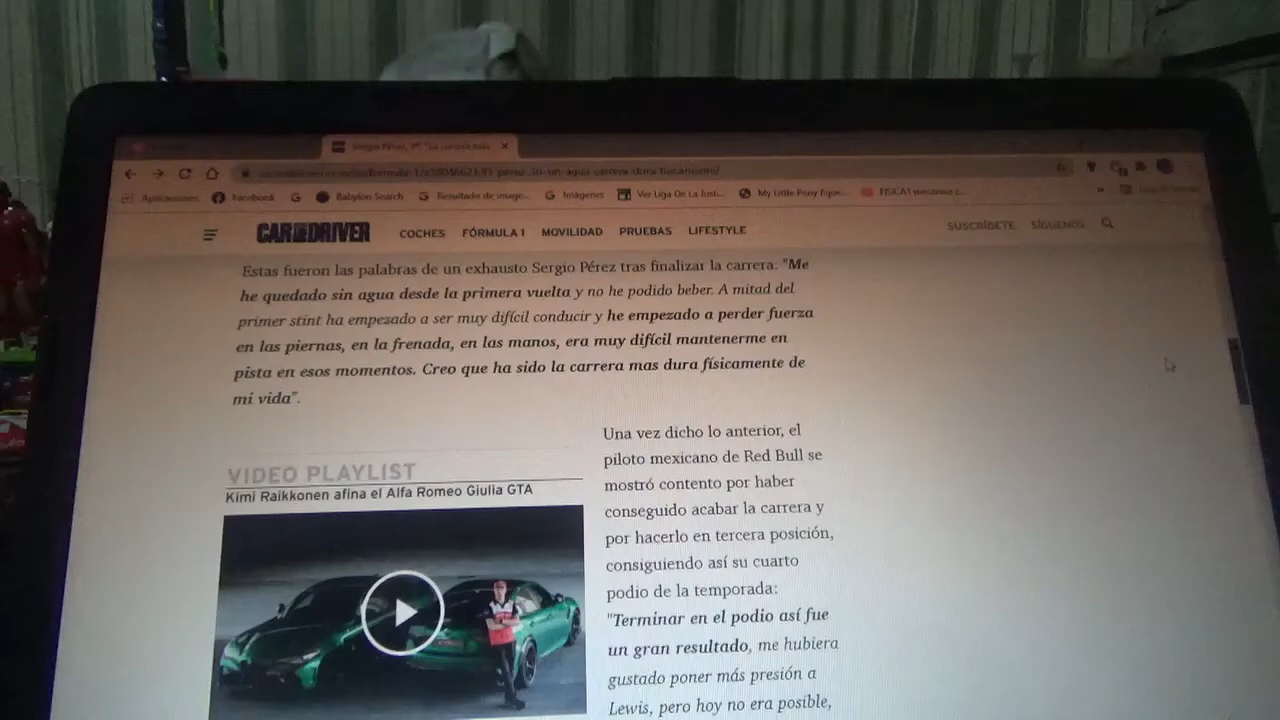 Sergio Pérez, 3º: "La carrera más
Aplicaciones Facebook G Babylon Search Resultado de image... Imágenes Ver Liga De La Justi... My Little Pony Eque...
CAR and DRIVER COCHES FÓRMULA 1 MOVILIDAD PRUEBAS LIFESTYLE SUSCRÍBETE SÍGUENOS
Estas fueron las palabras de un exhausto Sergio Pérez tras finalizar la carrera: "Me
he quedado sin agua desde la primera vuelta y no he podido beber. A mitad del
primer stint ha empezado a ser muy difícil conducir y he empezado a perder fuerza
en las piernas, en la frenada, en las manos, era muy difícil mantenerme en
pista en esos momentos. Creo que ha sido la carrera mas dura físicamente de
mi vida".
VIDEO PLAYLIST
Kimi Raikkonen afina el Alfa Romeo Giulia GTA
Una vez dicho lo anterior, el
piloto mexicano de Red Bull se
mostró contento por haber
conseguido acabar la carrera y
por hacerlo en tercera posición,
consiguiendo así su cuarto
podio de la temporada:
"Terminar en el podio así fue
un gran resultado, me hubiera
gustado poner más presión a
Lewis, pero hoy no era posible,